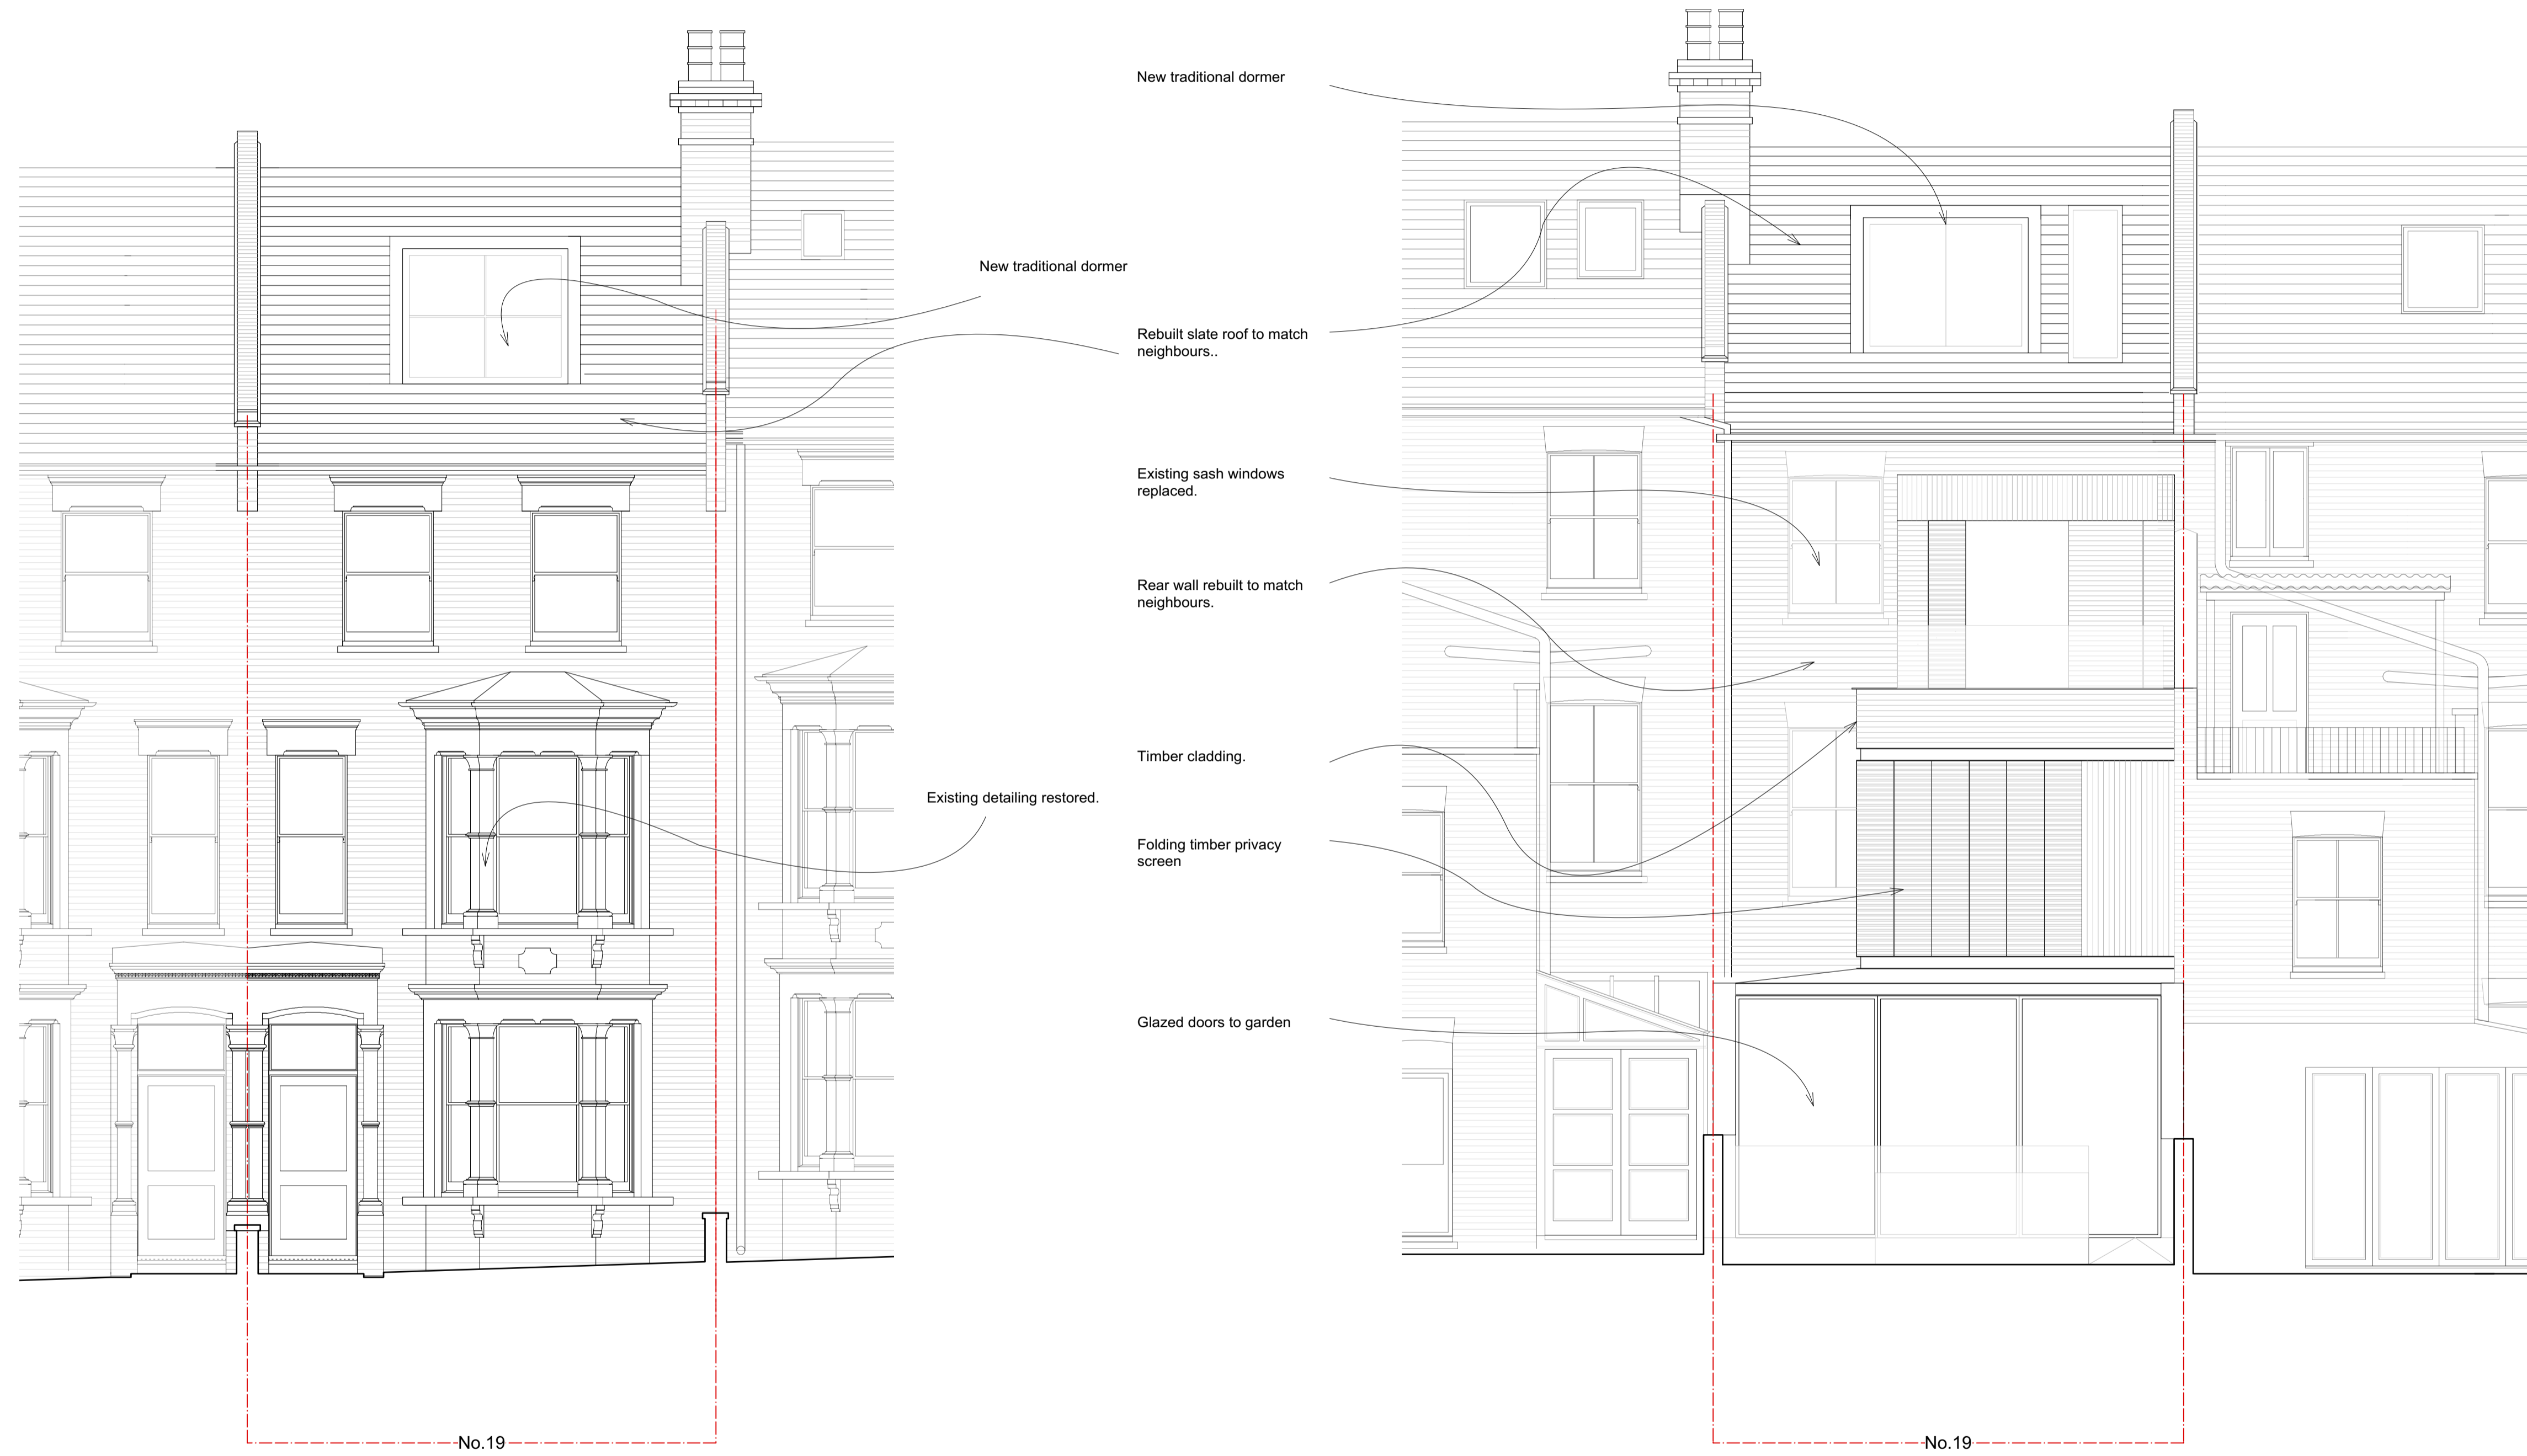 New traditional dormer
New traditional dormer
Rebuilt slate roof to match
neighbours..
Existing sash windows
replaced.
Rear wall rebuilt to match
neighbours.
Timber cladding.
Existing detailing restored.
Folding timber privacy
screen
Glazed doors to garden
No.19
No.19